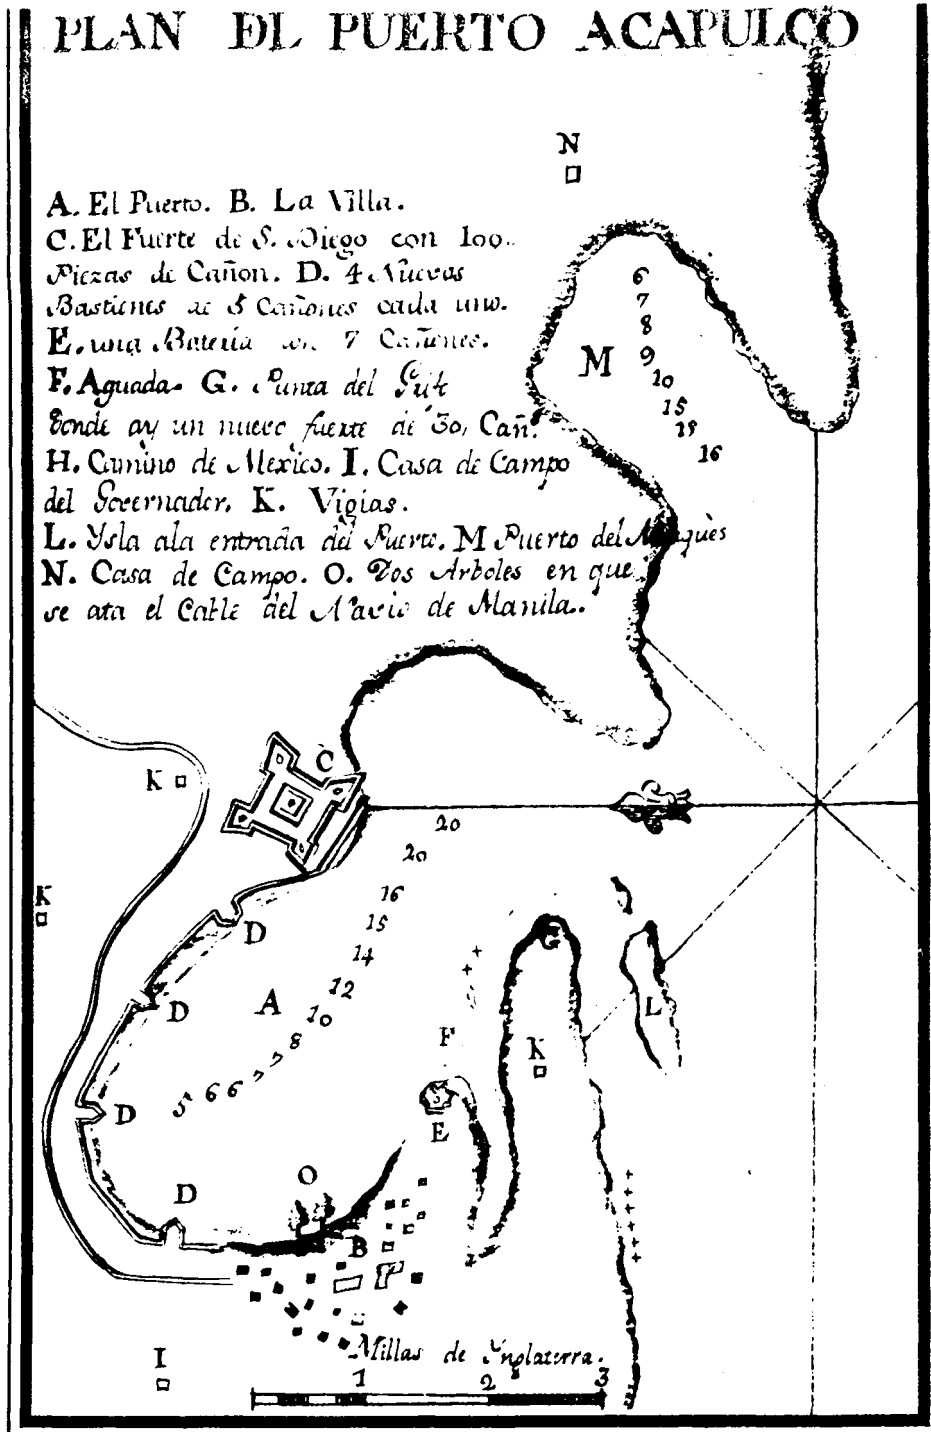 PLAN DEL PUERTO ACAPULCO
N
A. El Puerto. B. La Villa.
C. El Fuerte de S. Diego con 100.
Piezas de Cañon. D. 4 Nuevos
Bastiones de 5 Cañones cada uno.
E. una Bateria con 7 Cañones.
F. Aguada. G. Punta del
donde ay un nuevo fuerte de 30, Cañ.
H. Camino de Mexico. I. Casa de Campo
del Governador. K. Vigias.
L. Ysla ala entrada del Puerto. M Puerto del Marquès
N. Casa de Campo. O. Dos Arboles en que
se ata el Cable del Navio de Manila.
6
7
8
9
M
10
15
15
16
C
K
20
20
K
16
15
D
G
14
12
A
10
D
L
8
F
K
7
7
6
6
5
D
E
O
D
B
Millas de Ynglaterra.
I
1
2
3